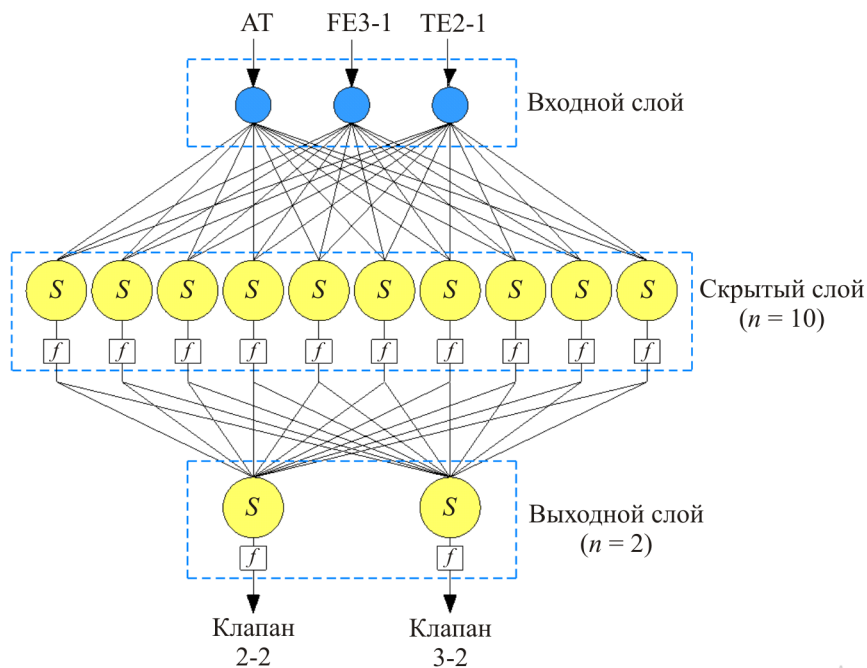 AT FE3-1 TE2-1
Входной слой
S S S S S S S S S S
Скрытый слой
(n = 10)
f f f f f f f f f f
S S
Выходной слой
(n = 2)
f f
Клапан
2-2
Клапан
3-2